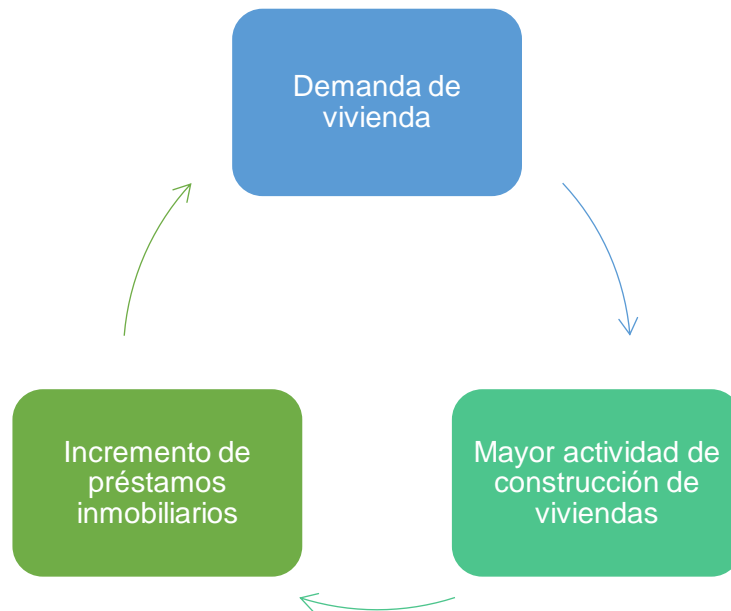 Demanda de
vivienda
Mayor actividad de
construcción de
viviendas
Incremento de
préstamos
inmobiliarios